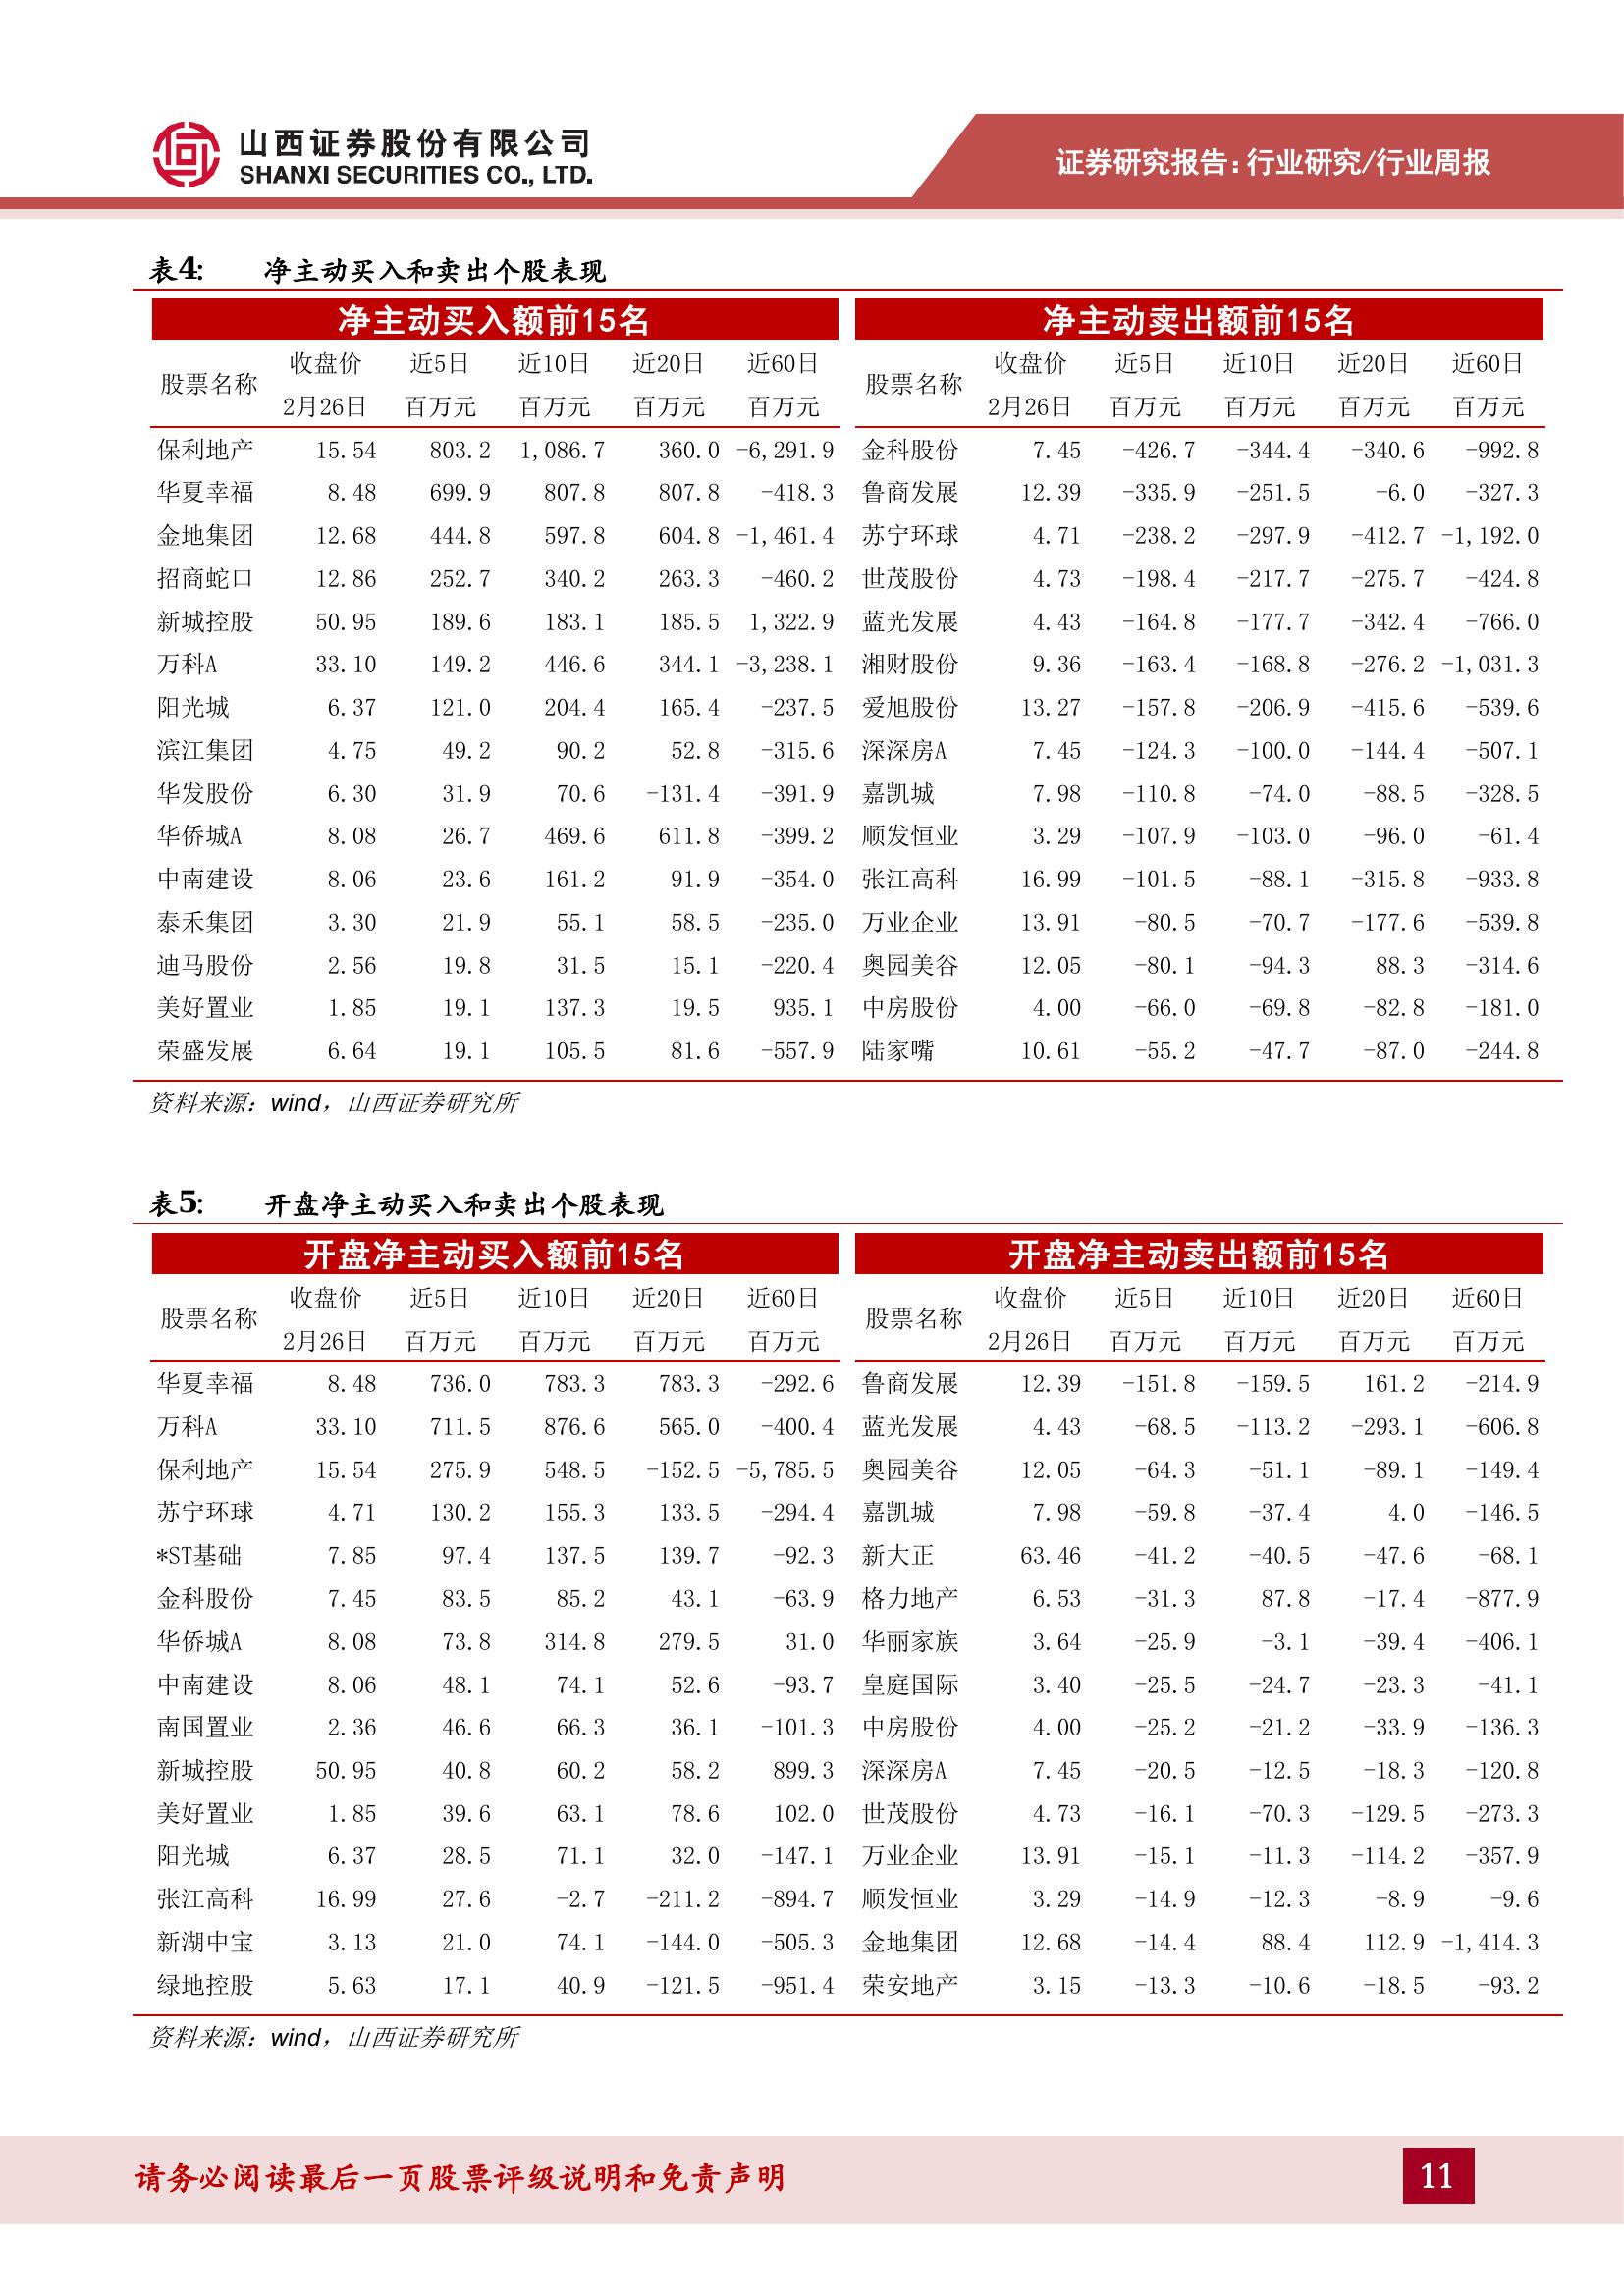 山西证券股份有限公司
SHANXI SECURITIES CO., LTD.
证券研究报告:行业研究/行业周报
表4: 净主动买入和卖出个股表现
净主动买入额前15名 净主动卖出额前15名
股票名称 收盘价 近5日 近10日 近20日 近60日 股票名称 收盘价 近5日 近10日 近20日 近60日
2月26日 百万元 百万元 百万元 百万元 2月26日 百万元 百万元 百万元 百万元
保利地产 15.54 803.2 1,086.7 360.0 -6,291.9 金科股份 7.45 -426.7 -344.4 -340.6 -992.8
华夏幸福 8.48 699.9 807.8 807.8 -418.3 鲁商发展 12.39 -335.9 -251.5 -6.0 -327.3
金地集团 12.68 444.8 597.8 604.8 -1,461.4 苏宁环球 4.71 -238.2 -297.9 -412.7 -1,192.0
招商蛇口 12.86 252.7 340.2 263.3 -460.2 世茂股份 4.73 -198.4 -217.7 -275.7 -424.8
新城控股 50.95 189.6 183.1 185.5 1,322.9 蓝光发展 4.43 -164.8 -177.7 -342.4 -766.0
万科A 33.10 149.2 446.6 344.1 -3,238.1 湘财股份 9.36 -163.4 -168.8 -276.2 -1,031.3
阳光城 6.37 121.0 204.4 165.4 -237.5 爱旭股份 13.27 -157.8 -206.9 -415.6 -539.6
滨江集团 4.75 49.2 90.2 52.8 -315.6 深深房A 7.45 -124.3 -100.0 -144.4 -507.1
华发股份 6.30 31.9 70.6 -131.4 -391.9 嘉凯城 7.98 -110.8 -74.0 -88.5 -328.5
华侨城A 8.08 26.7 469.6 611.8 -399.2 顺发恒业 3.29 -107.9 -103.0 -96.0 -61.4
中南建设 8.06 23.6 161.2 91.9 -354.0 张江高科 16.99 -101.5 -88.1 -315.8 -933.8
泰禾集团 3.30 21.9 55.1 58.5 -235.0 万业企业 13.91 -80.5 -70.7 -177.6 -539.8
迪马股份 2.56 19.8 31.5 15.1 -220.4 奥园美谷 12.05 -80.1 -94.3 88.3 -314.6
美好置业 1.85 19.1 137.3 19.5 935.1 中房股份 4.00 -66.0 -69.8 -82.8 -181.0
荣盛发展 6.64 19.1 105.5 81.6 -557.9 陆家嘴 10.61 -55.2 -47.7 -87.0 -244.8
资料来源：wind，山西证券研究所
表5: 开盘净主动买入和卖出个股表现
开盘净主动买入额前15名 开盘净主动卖出额前15名
股票名称 收盘价 近5日 近10日 近20日 近60日 股票名称 收盘价 近5日 近10日 近20日 近60日
2月26日 百万元 百万元 百万元 百万元 2月26日 百万元 百万元 百万元 百万元
华夏幸福 8.48 736.0 783.3 783.3 -292.6 鲁商发展 12.39 -151.8 -159.5 161.2 -214.9
万科A 33.10 711.5 876.6 565.0 -400.4 蓝光发展 4.43 -68.5 -113.2 -293.1 -606.8
保利地产 15.54 275.9 548.5 -152.5 -5,785.5 奥园美谷 12.05 -64.3 -51.1 -89.1 -149.4
苏宁环球 4.71 130.2 155.3 133.5 -294.4 嘉凯城 7.98 -59.8 -37.4 4.0 -146.5
*ST基础 7.85 97.4 137.5 139.7 -92.3 新大正 63.46 -41.2 -40.5 -47.6 -68.1
金科股份 7.45 83.5 85.2 43.1 -63.9 格力地产 6.53 -31.3 87.8 -17.4 -877.9
华侨城A 8.08 73.8 314.8 279.5 31.0 华丽家族 3.64 -25.9 -3.1 -39.4 -406.1
中南建设 8.06 48.1 74.1 52.6 -93.7 皇庭国际 3.40 -25.5 -24.7 -23.3 -41.1
南国置业 2.36 46.6 66.3 36.1 -101.3 中房股份 4.00 -25.2 -21.2 -33.9 -136.3
新城控股 50.95 40.8 60.2 58.2 899.3 深深房A 7.45 -20.5 -12.5 -18.3 -120.8
美好置业 1.85 39.6 63.1 78.6 102.0 世茂股份 4.73 -16.1 -70.3 -129.5 -273.3
阳光城 6.37 28.5 71.1 32.0 -147.1 万业企业 13.91 -15.1 -11.3 -114.2 -357.9
张江高科 16.99 27.6 -2.7 -211.2 -894.7 顺发恒业 3.29 -14.9 -12.3 -8.9 -9.6
新湖中宝 3.13 21.0 74.1 -144.0 -505.3 金地集团 12.68 -14.4 88.4 112.9 -1,414.3
绿地控股 5.63 17.1 40.9 -121.5 -951.4 荣安地产 3.15 -13.3 -10.6 -18.5 -93.2
资料来源：wind，山西证券研究所
请务必阅读最后一页股票评级说明和免责声明 11